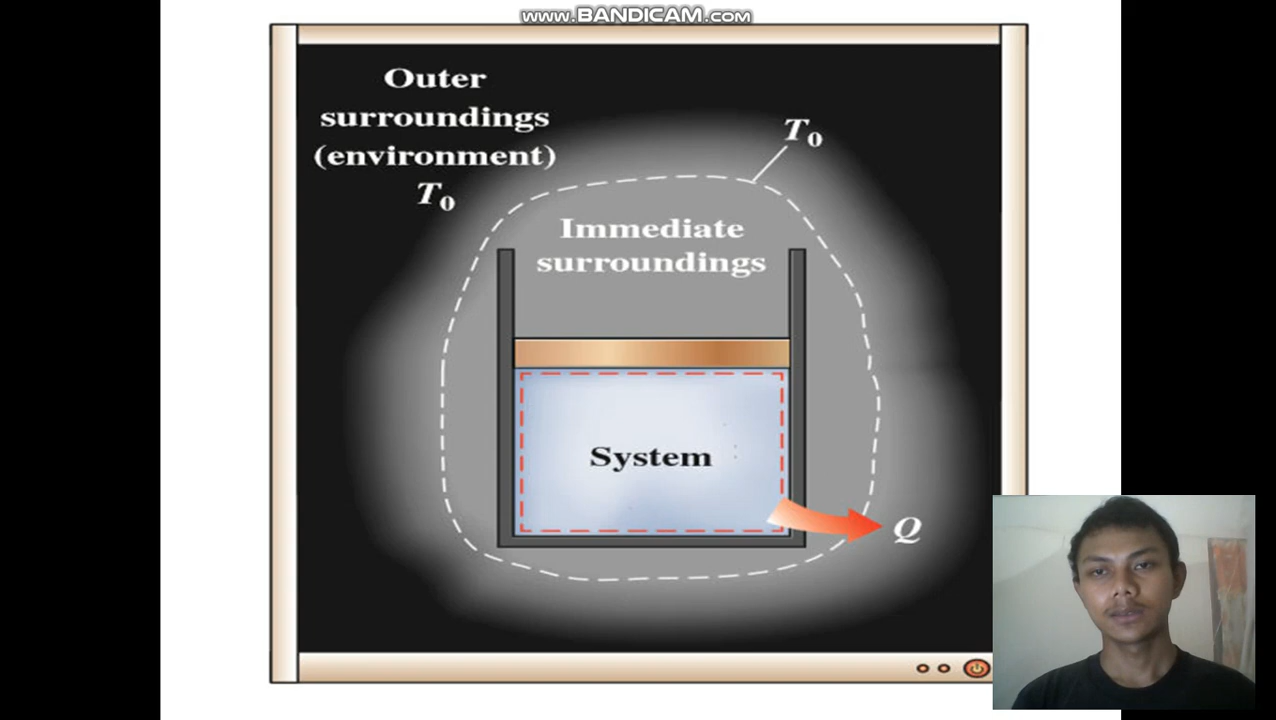 www.BANDICAM.com
Outer
surroundings
(environment)
T₀
T₀
Immediate
surroundings
System
Q